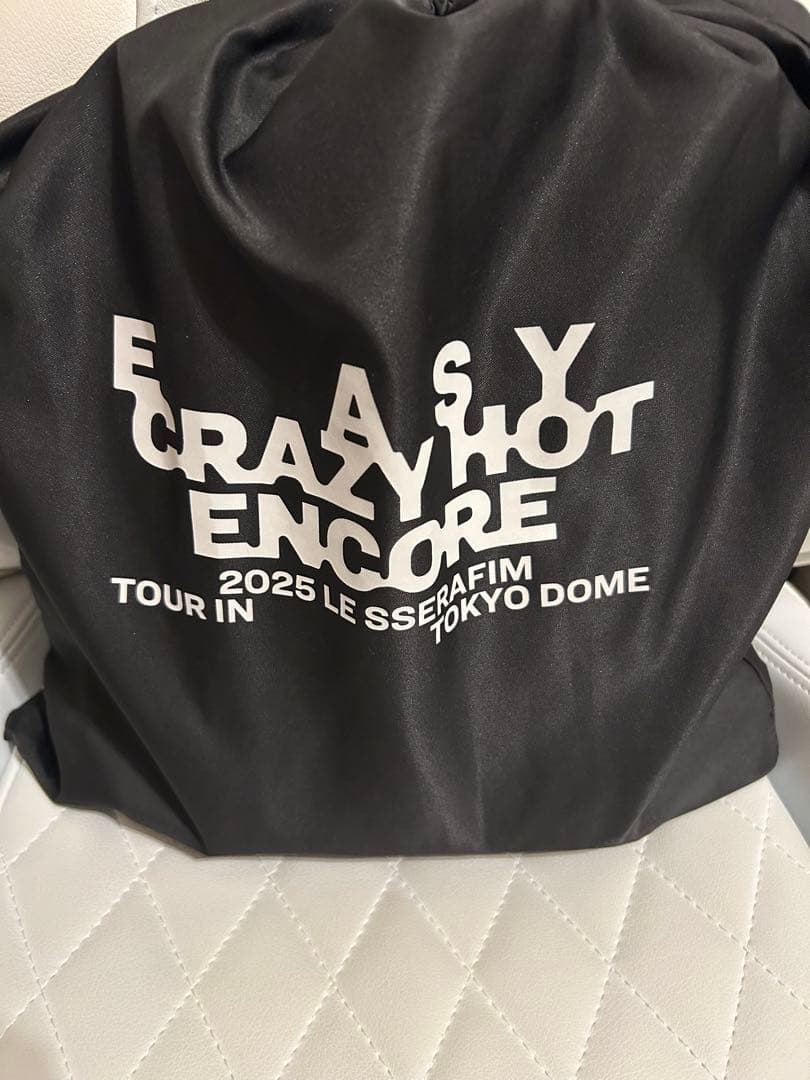 EASY
CRAZY HOT
ENCORE
2025 LE SSERAFIM
TOUR IN TOKYO DOME